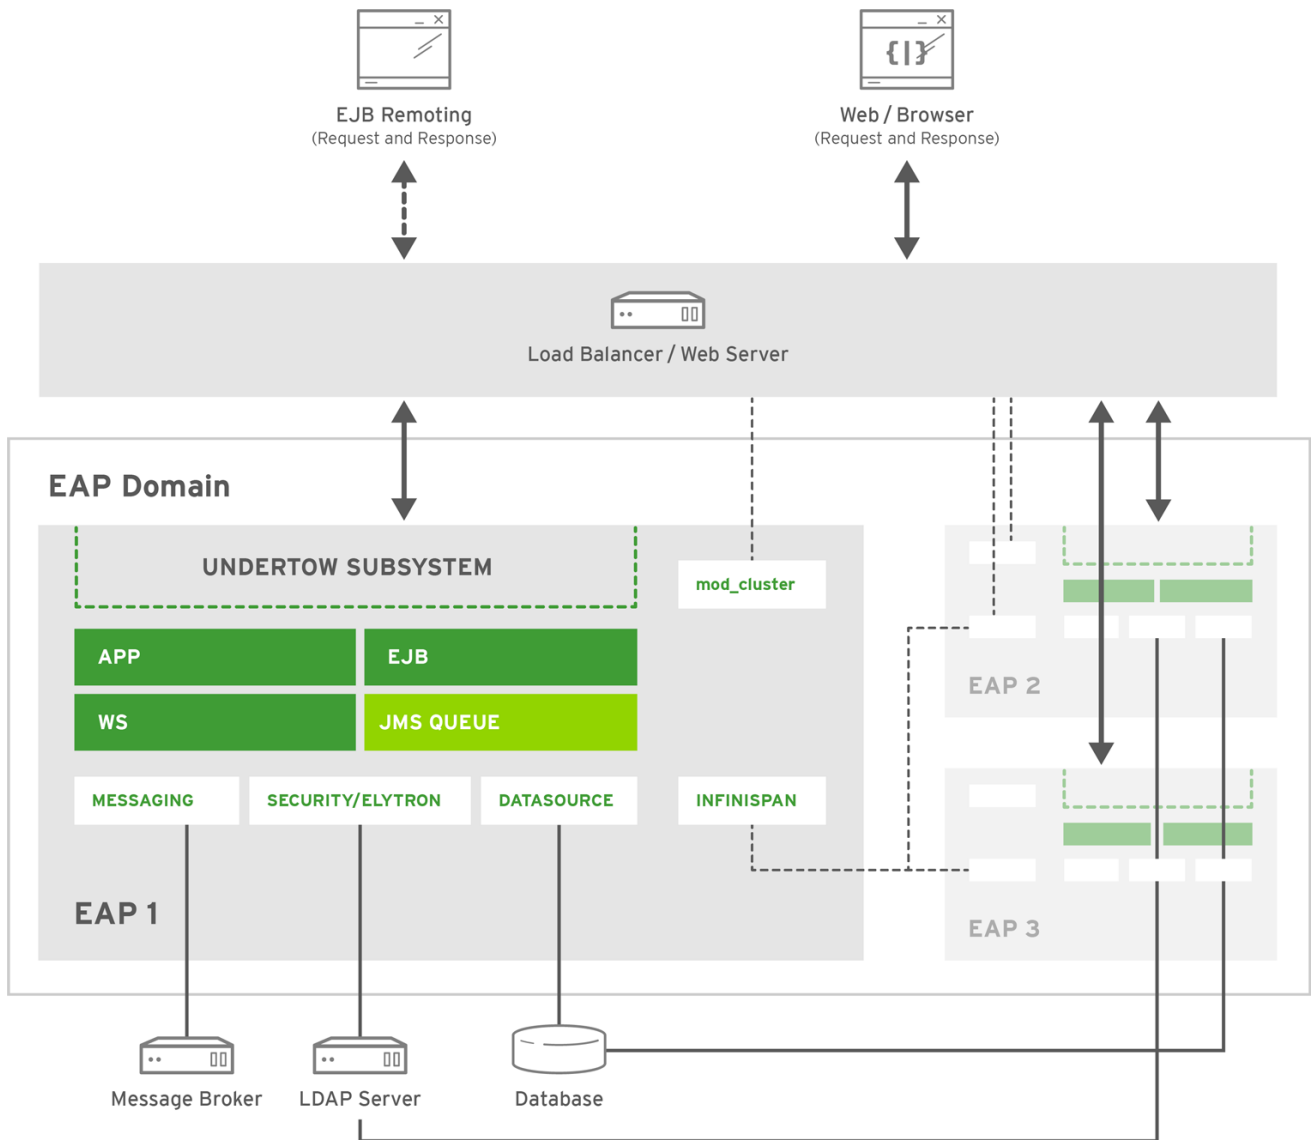 {|}
EJB Remoting
(Request and Response)
Web / Browser
(Request and Response)
Load Balancer / Web Server
EAP Domain
UNDERTOW SUBSYSTEM
mod_cluster
APP
EJB
WS
JMS QUEUE
MESSAGING
SECURITY/ELYTRON
DATASOURCE
INFINISPAN
EAP 1
EAP 2
EAP 3
Message Broker
LDAP Server
Database